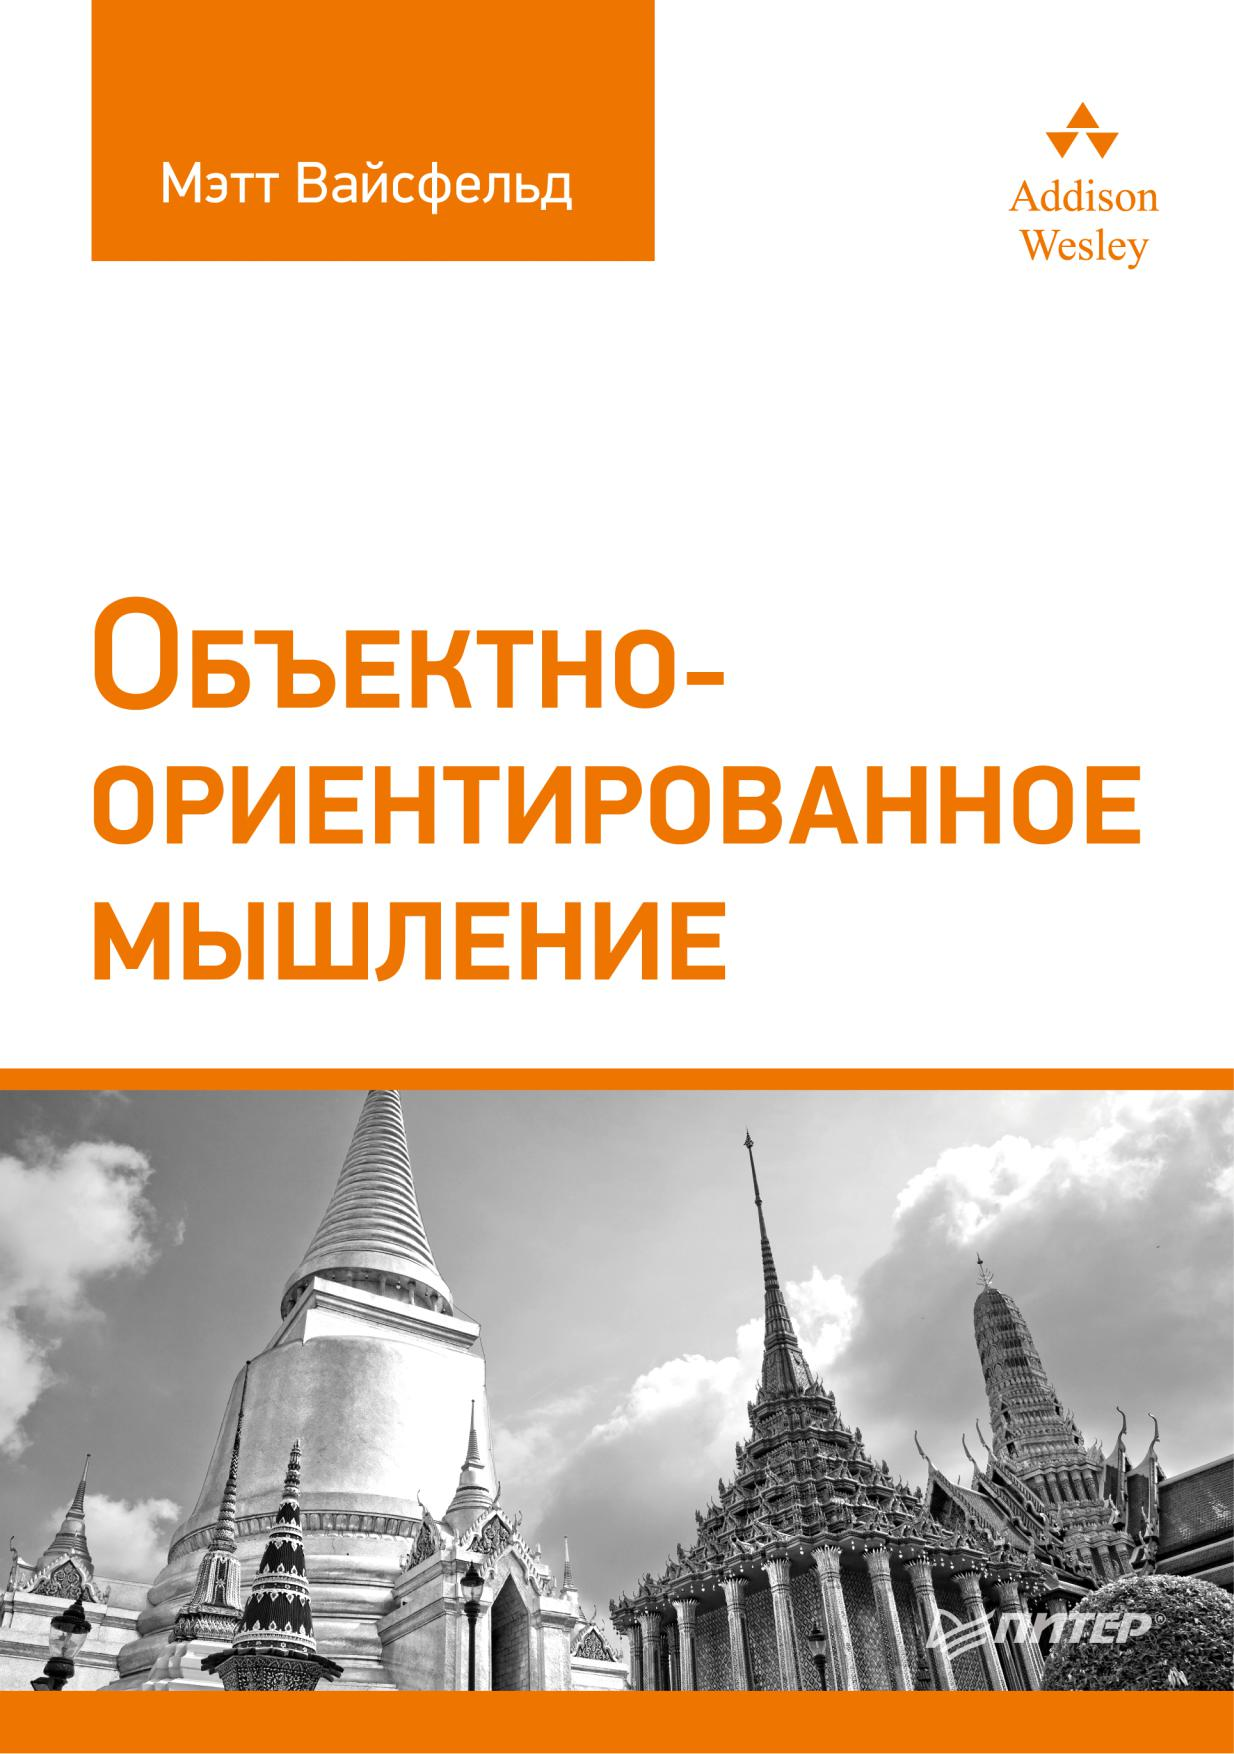 Мэтт Вайсфельд
Addison
Wesley
ОБЪЕКТНО-
ОРИЕНТИРОВАННОЕ
МЫШЛЕНИЕ
ПИТЕР®